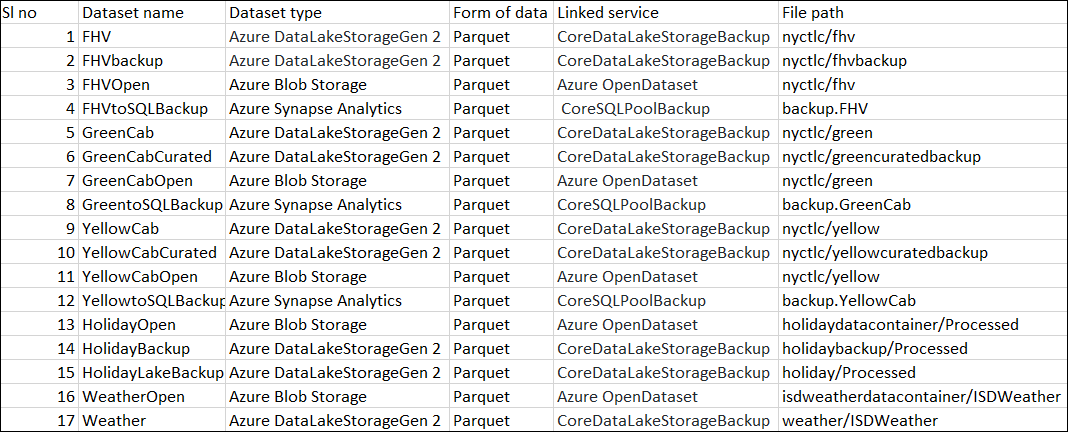 Sl no Dataset name Dataset type Form of data Linked service File path
1 FHV Azure DataLakeStorageGen 2 Parquet CoreDataLakeStorageBackup nyctlc/fhv
2 FHVbackup Azure DataLakeStorageGen 2 Parquet CoreDataLakeStorageBackup nyctlc/fhvbackup
3 FHVOpen Azure Blob Storage Parquet Azure OpenDataset nyctlc/fhv
4 FHVtoSQLBackup Azure Synapse Analytics Parquet CoreSQLPoolBackup backup.FHV
5 GreenCab Azure DataLakeStorageGen 2 Parquet CoreDataLakeStorageBackup nyctlc/green
6 GreenCabCurated Azure DataLakeStorageGen 2 Parquet CoreDataLakeStorageBackup nyctlc/greencuratedbackup
7 GreenCabOpen Azure Blob Storage Parquet Azure OpenDataset nyctlc/green
8 GreentoSQLBackup Azure Synapse Analytics Parquet CoreSQLPoolBackup backup.GreenCab
9 YellowCab Azure DataLakeStorageGen 2 Parquet CoreDataLakeStorageBackup nyctlc/yellow
10 YellowCabCurated Azure DataLakeStorageGen 2 Parquet CoreDataLakeStorageBackup nyctlc/yellowcuratedbackup
11 YellowCabOpen Azure Blob Storage Parquet Azure OpenDataset nyctlc/yellow
12 YellowtoSQLBackup Azure Synapse Analytics Parquet CoreSQLPoolBackup backup.YellowCab
13 HolidayOpen Azure Blob Storage Parquet Azure OpenDataset holidaydatacontainer/Processed
14 HolidayBackup Azure DataLakeStorageGen 2 Parquet CoreDataLakeStorageBackup holidaybackup/Processed
15 HolidayLakeBackup Azure DataLakeStorageGen 2 Parquet CoreDataLakeStorageBackup holiday/Processed
16 WeatherOpen Azure Blob Storage Parquet Azure OpenDataset isdweatherdatacontainer/ISDWeather
17 Weather Azure DataLakeStorageGen 2 Parquet CoreDataLakeStorageBackup weather/ISDWeather